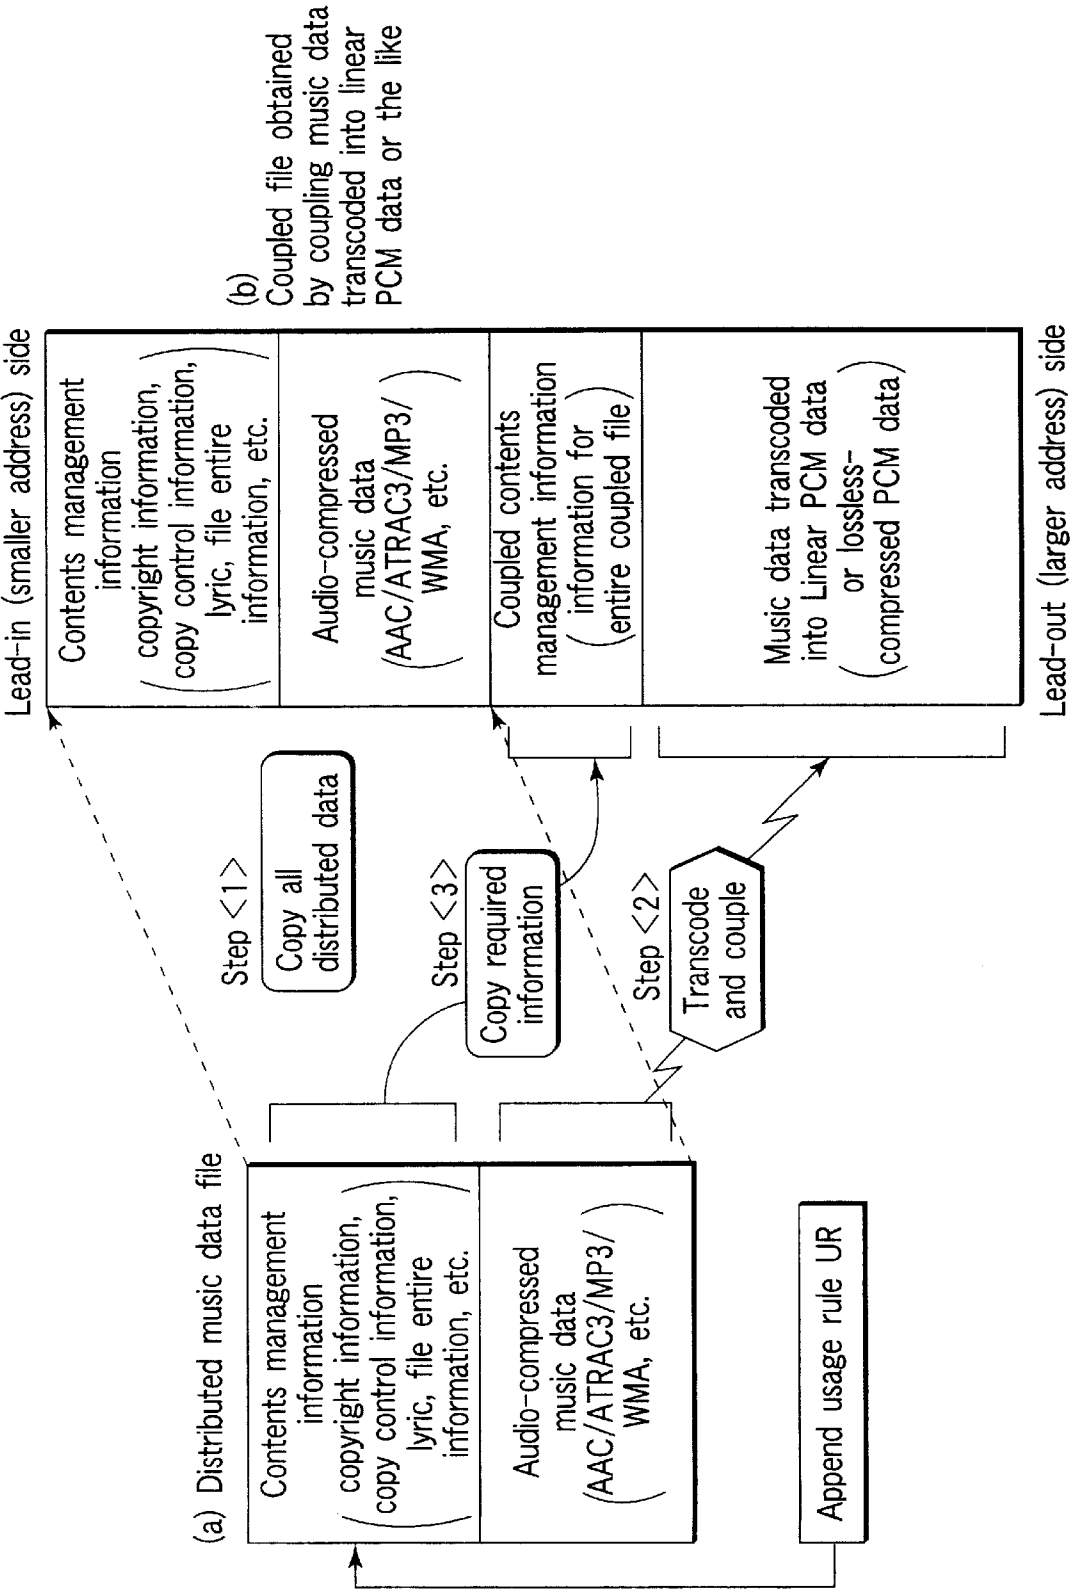 (a) Distributed music data file
Contents management
information
copyright information,
copy control information,
lyric, file entire
information, etc.
Audio-compressed
music data
(AAC/ATRAC3/MP3/
WMA, etc.)
Append usage rule UR
Step <1>
Copy all
distributed data
Step <3>
Copy required
information
Step <2>
Transcode
and couple
Lead-in (smaller address) side
Contents management
information
(copyright information,
copy control information,
lyric, file entire
information, etc.)
Audio-compressed
music data
(AAC/ATRAC3/MP3/
WMA, etc.)
Coupled contents
management information
(information for
entire coupled file)
Music data transcoded
into Linear PCM data
(or lossless-
compressed PCM data)
Lead-out (larger address) side
(b)
Coupled file obtained
by coupling music data
transcoded into linear
PCM data or the like